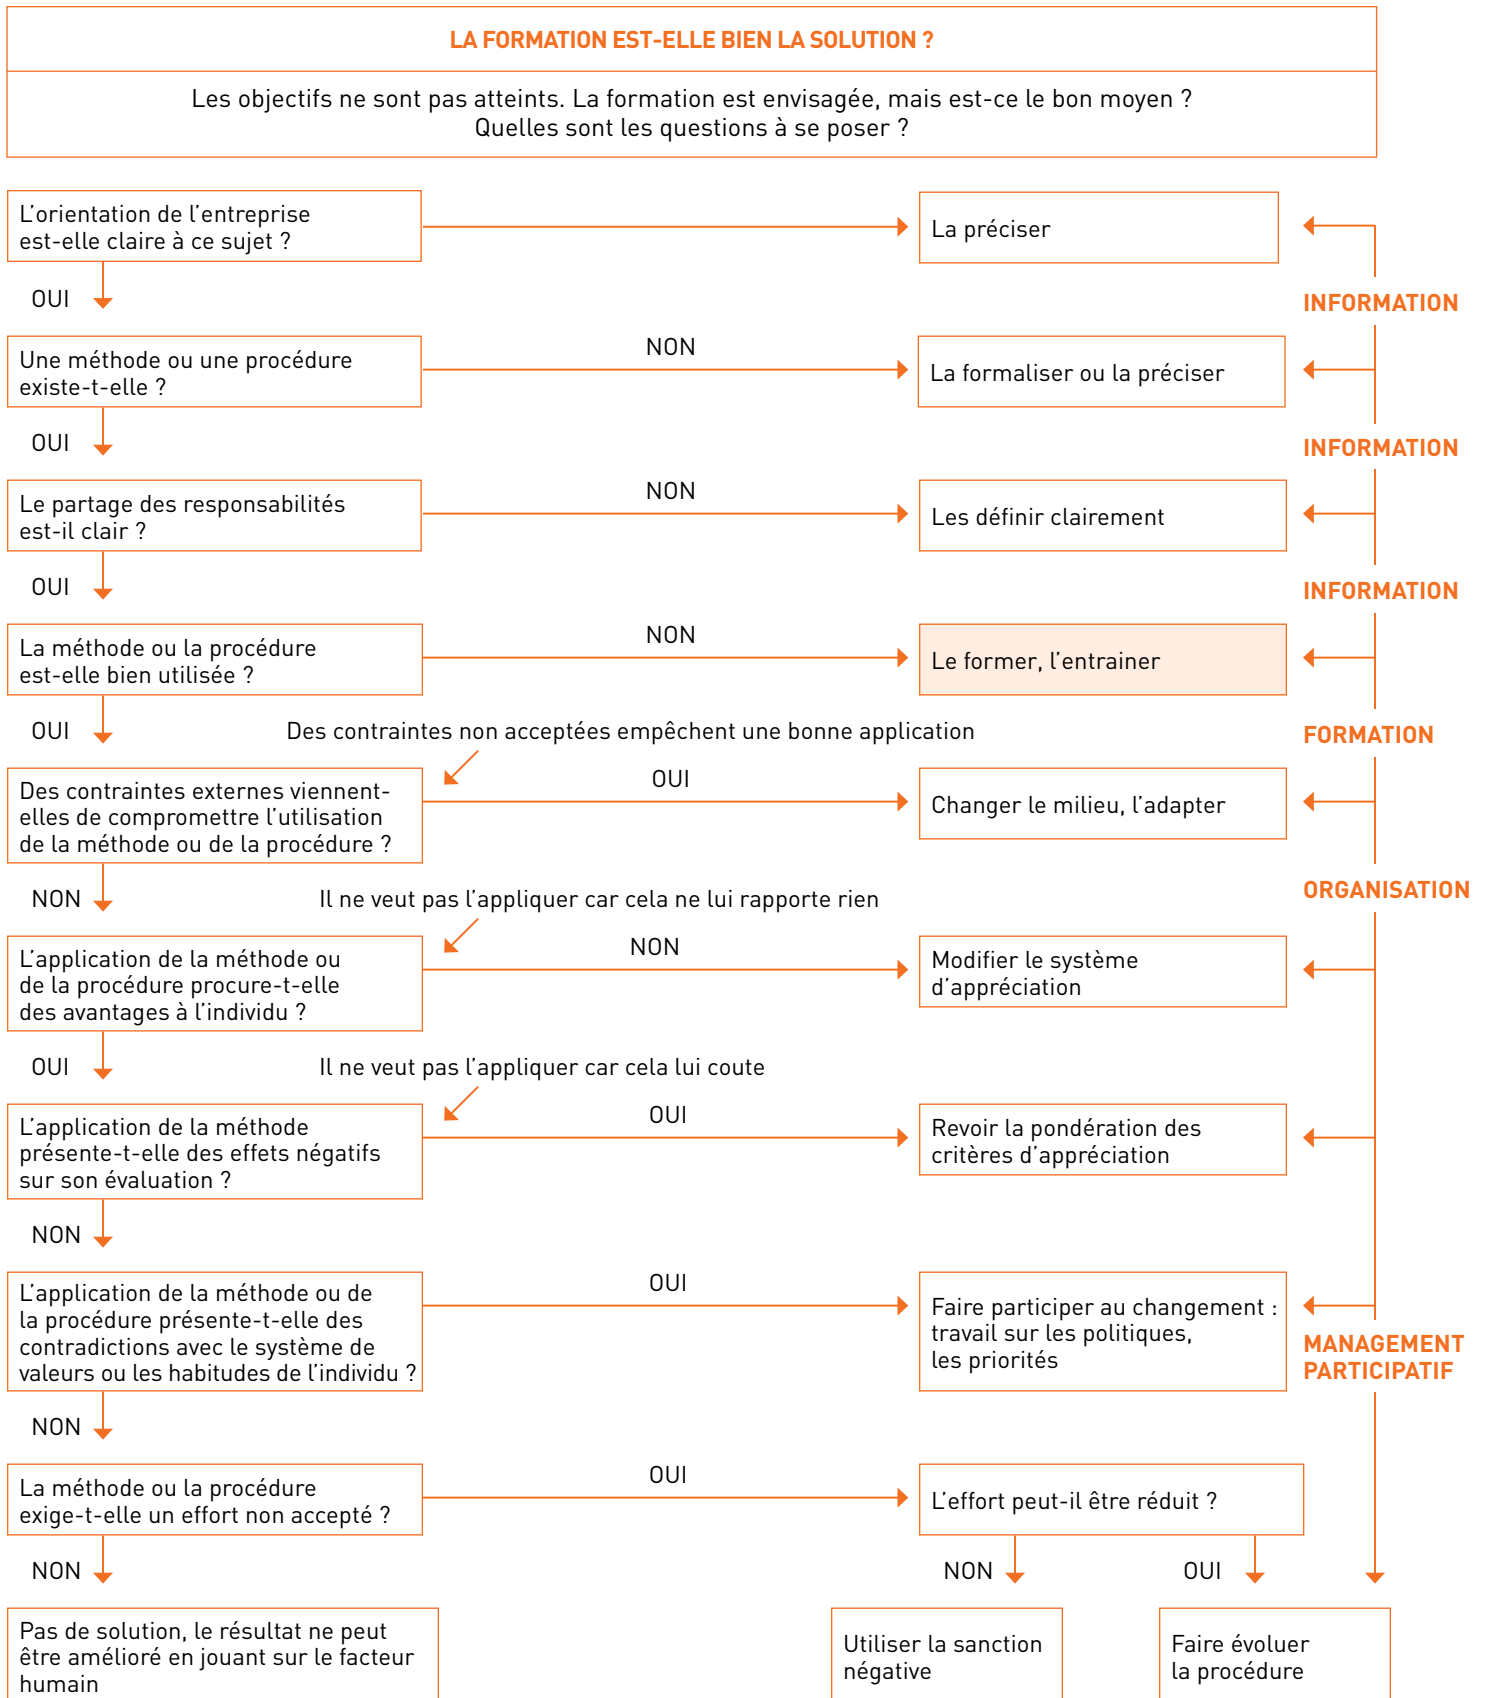 LA FORMATION EST-ELLE BIEN LA SOLUTION ?
Les objectifs ne sont pas atteints. La formation est envisagée, mais est-ce le bon moyen ?
Quelles sont les questions à se poser ?
L’orientation de l’entreprise
est-elle claire à ce sujet ?
La préciser
OUI
INFORMATION
Une méthode ou une procédure
existe-t-elle ?
NON
La formaliser ou la préciser
OUI
INFORMATION
Le partage des responsabilités
est-il clair ?
NON
Les définir clairement
OUI
INFORMATION
La méthode ou la procédure
est-elle bien utilisée ?
NON
Le former, l’entrainer
OUI
Des contraintes non acceptées empêchent une bonne application
FORMATION
Des contraintes externes viennent-
elles de compromettre l’utilisation
de la méthode ou de la procédure ?
OUI
Changer le milieu, l’adapter
NON
Il ne veut pas l’appliquer car cela ne lui rapporte rien
ORGANISATION
L’application de la méthode ou
de la procédure procure-t-elle
des avantages à l’individu ?
NON
Modifier le système
d’appréciation
OUI
Il ne veut pas l’appliquer car cela lui coute
L’application de la méthode
présente-t-elle des effets négatifs
sur son évaluation ?
OUI
Revoir la pondération des
critères d’appréciation
NON
L’application de la méthode ou de
la procédure présente-t-elle des
contradictions avec le système de
valeurs ou les habitudes de l’individu ?
OUI
Faire participer au changement :
travail sur les politiques,
les priorités
MANAGEMENT
PARTICIPATIF
NON
La méthode ou la procédure
exige-t-elle un effort non accepté ?
OUI
L’effort peut-il être réduit ?
NON
NON
OUI
Pas de solution, le résultat ne peut
être amélioré en jouant sur le facteur
humain
Utiliser la sanction
négative
Faire évoluer
la procédure